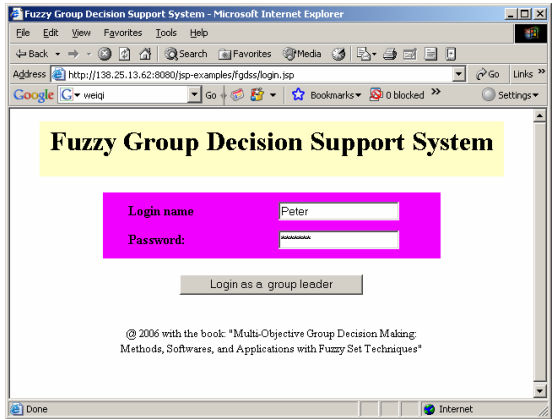 Fuzzy Group Decision Support System - Microsoft Internet Explorer
File Edit View Favorites Tools Help
Back Search Favorites Media
Address http://138.25.13.62:8080/jsp-examples/fgdss/login.jsp Go Links »
Google G weiqi Go Bookmarks 0 blocked » Settings
Fuzzy Group Decision Support System
Login name Peter
Password: *******
Login as a group leader
@ 2006 with the book: "Multi-Objective Group Decision Making:
Methods, Softwares, and Applications with Fuzzy Set Techniques"
Done Internet